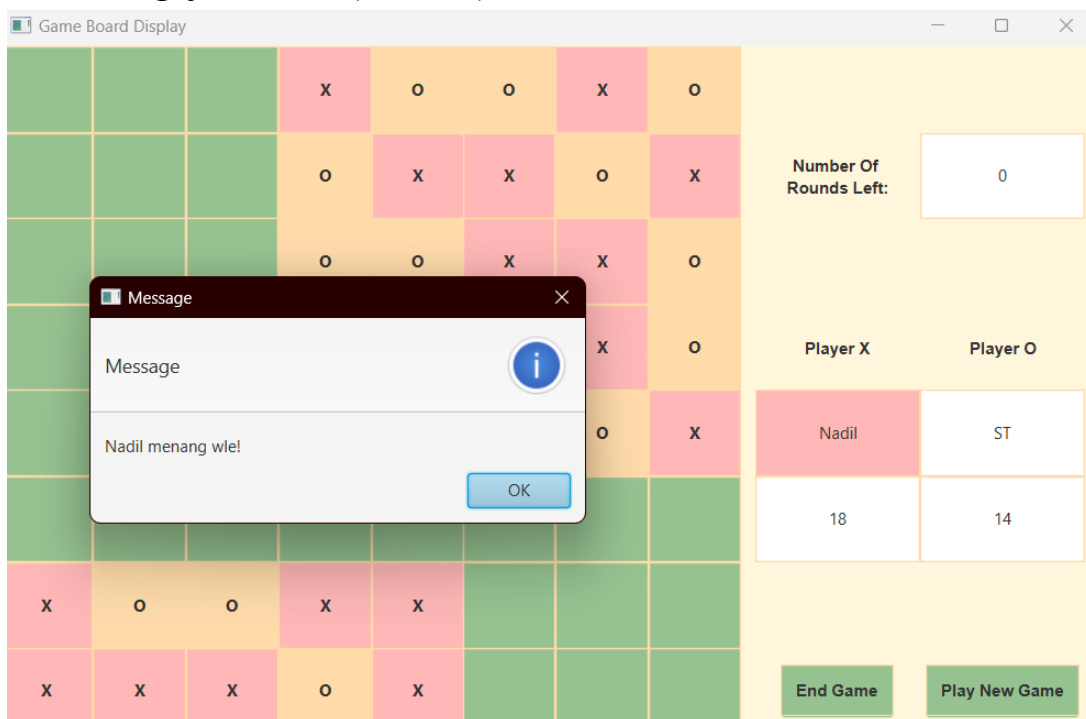 Game Board Display
X O O X O
O X X O X
Number Of
Rounds Left:
0
O O X X O
Message
Message
Nadil menang wle!
OK
X O
O X
Player X Player O
Nadil ST
18 14
X O O X X
X X X O X
End Game Play New Game